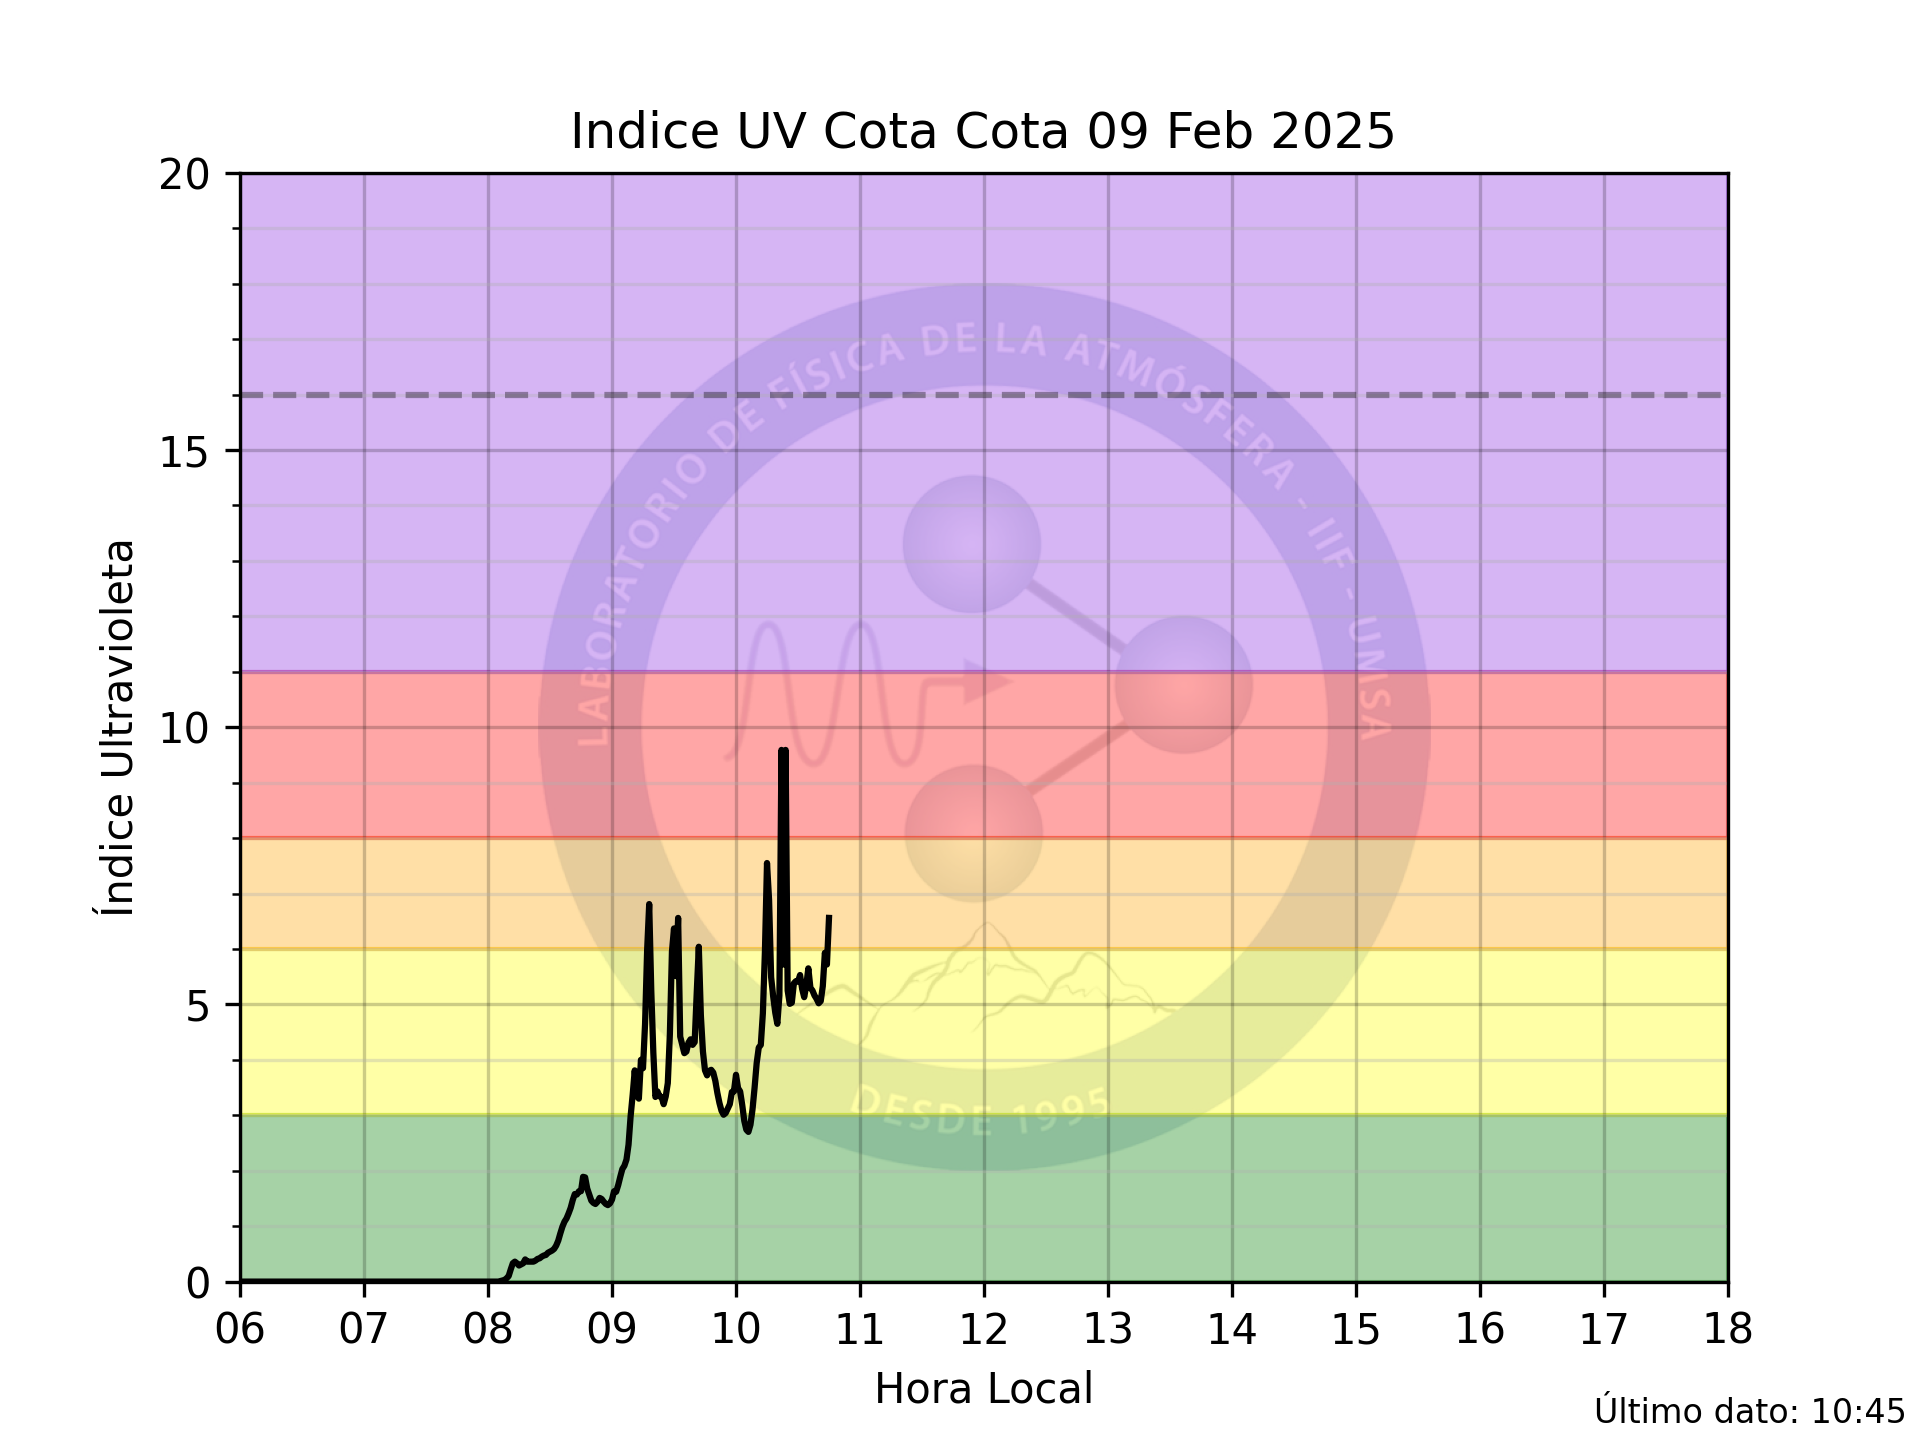 Indice UV Cota Cota 09 Feb 2025
20
15
10
5
0
Índice Ultravioleta
LABORATORIO DE FÍSICA DE LA ATMÓSFERA - IIF - UMSA
DESDE 1995
06 07 08 09 10 11 12 13 14 15 16 17 18
Hora Local
Último dato: 10:45